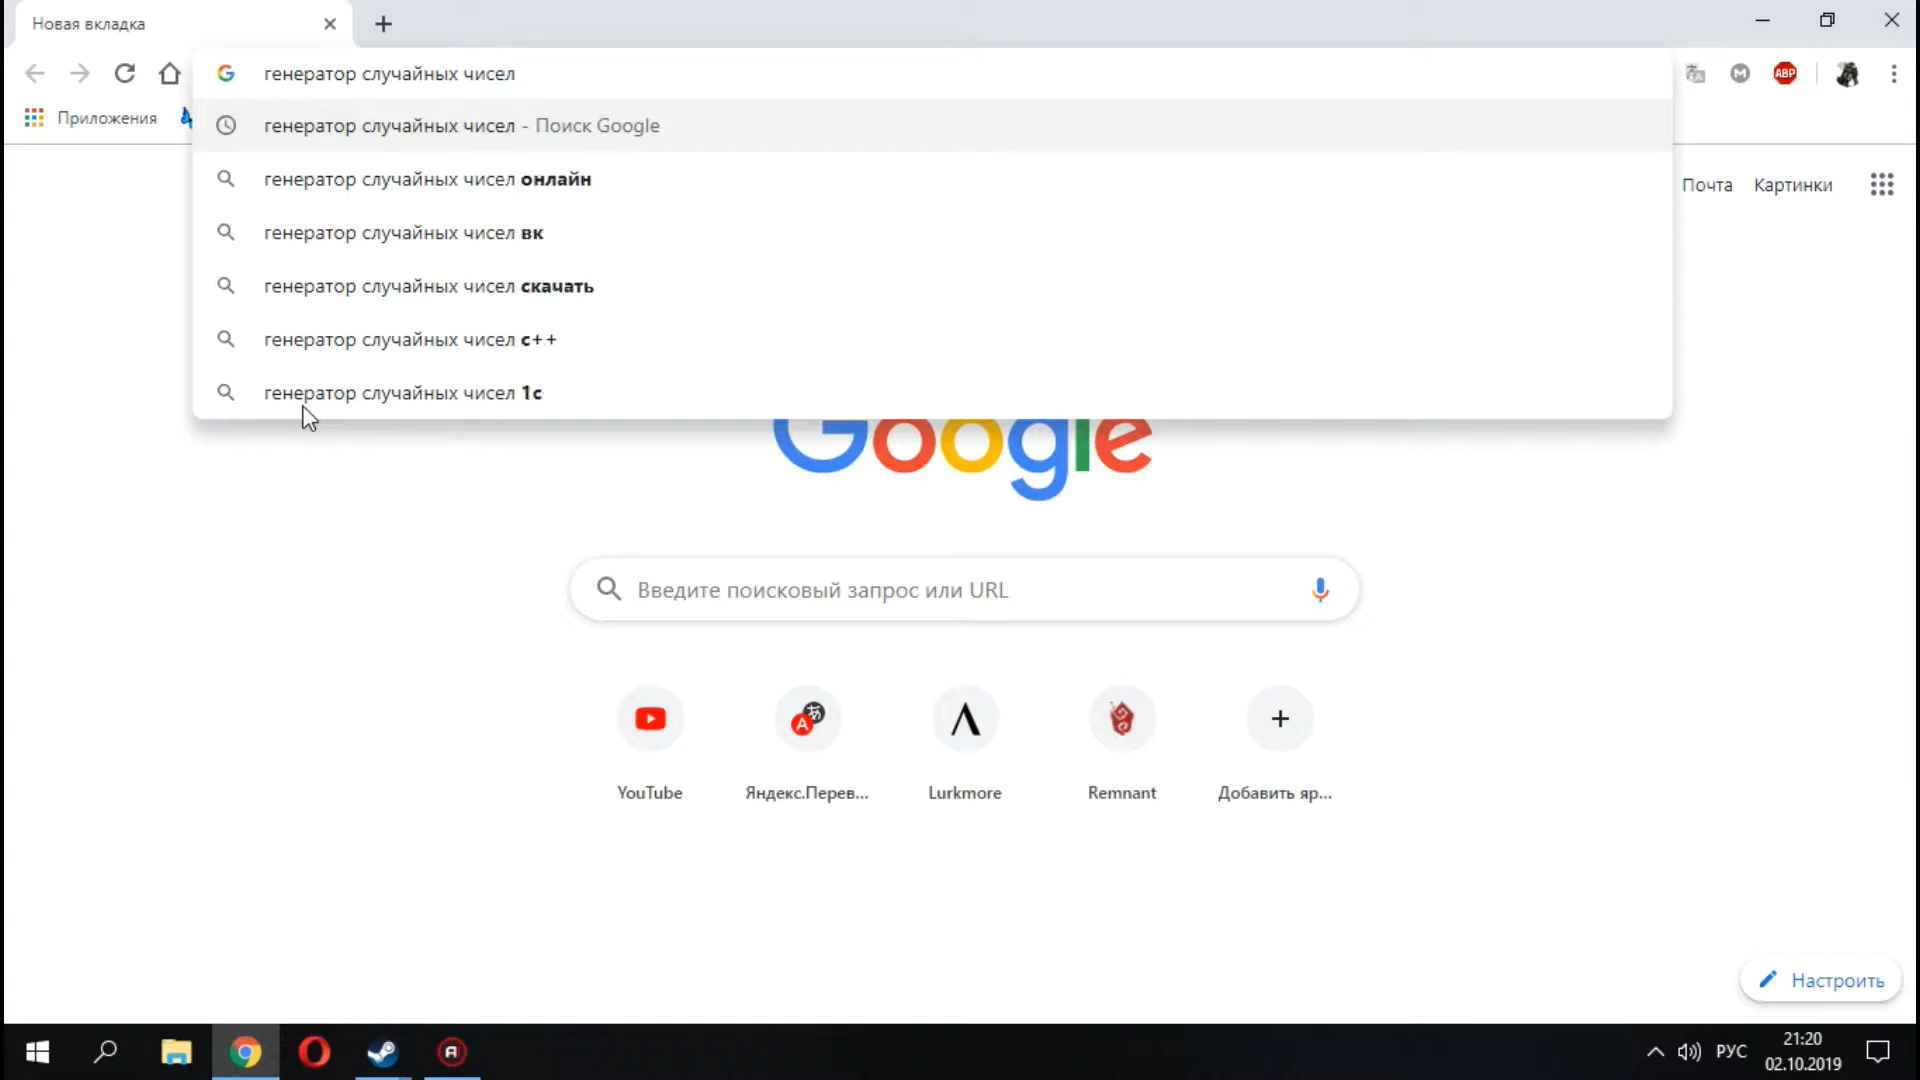 Новая вкладка
генератор случайных чисел
ABP
Приложения
генератор случайных чисел - Поиск Google
генератор случайных чисел онлайн
Почта Картинки
генератор случайных чисел вк
генератор случайных чисел скачать
генератор случайных чисел с++
генератор случайных чисел 1с
Google
Введите поисковый запрос или URL
YouTube
Яндекс.Перев...
Lurkmore
Remnant
Добавить яр...
Настроить
РУС
21:20
02.10.2019